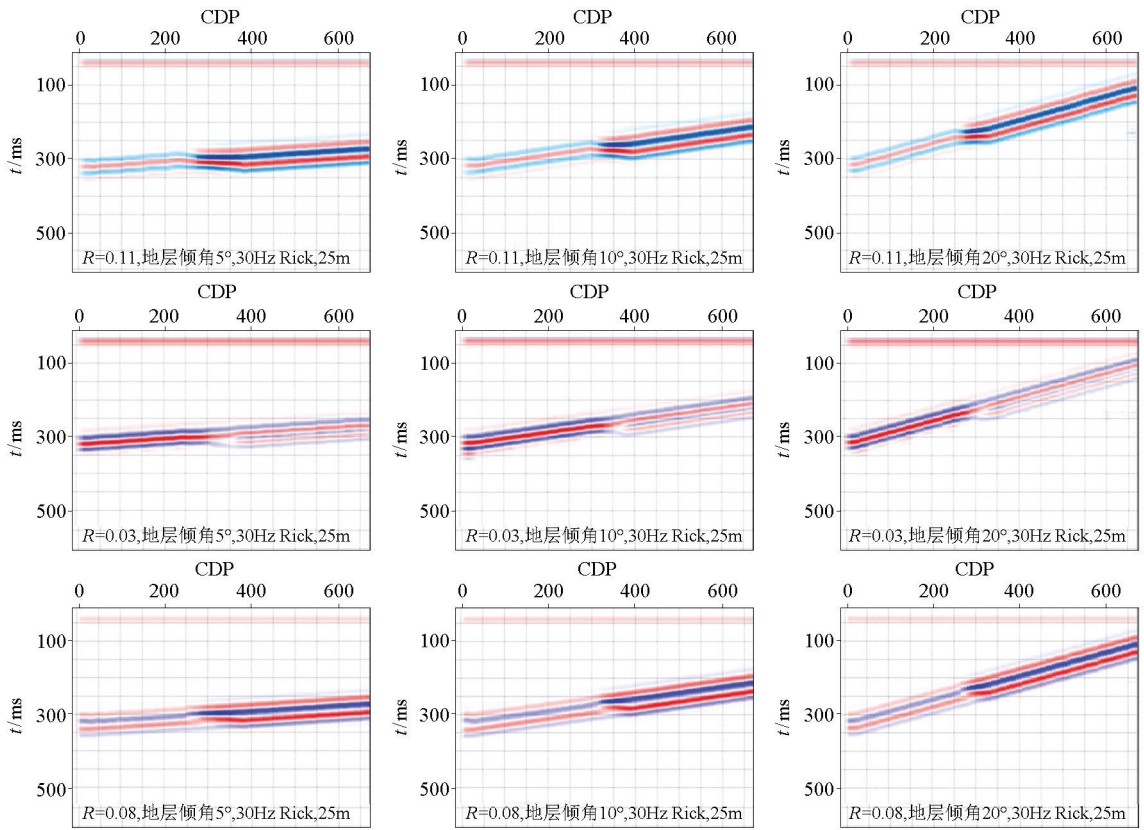 CDP CDP CDP
0 200 400 600 0 200 400 600 0 200 400 600
100 100 100
t/ms t/ms t/ms
300 300 300
500 500 500
R=0.11,地层倾角5°,30Hz Rick,25m R=0.11,地层倾角10°,30Hz Rick,25m R=0.11,地层倾角20°,30Hz Rick,25m
CDP CDP CDP
0 200 400 600 0 200 400 600 0 200 400 600
100 100 100
t/ms t/ms t/ms
300 300 300
500 500 500
R=0.03,地层倾角5°,30Hz Rick,25m R=0.03,地层倾角10°,30Hz Rick,25m R=0.03,地层倾角20°,30Hz Rick,25m
CDP CDP CDP
0 200 400 600 0 200 400 600 0 200 400 600
100 100 100
t/ms t/ms t/ms
300 300 300
500 500 500
R=0.08,地层倾角5°,30Hz Rick,25m R=0.08,地层倾角10°,30Hz Rick,25m R=0.08,地层倾角20°,30Hz Rick,25m